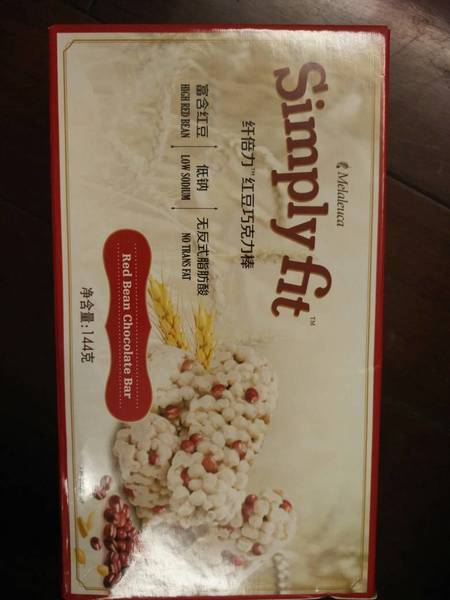 Melaleuca
Simply fit™
纤倍力™红豆巧克力棒
富含红豆 低钠 无反式脂肪酸
HIGH RED BEAN LOW SODIUM NO TRANS FAT
Red Bean Chocolate Bar
净含量:144克